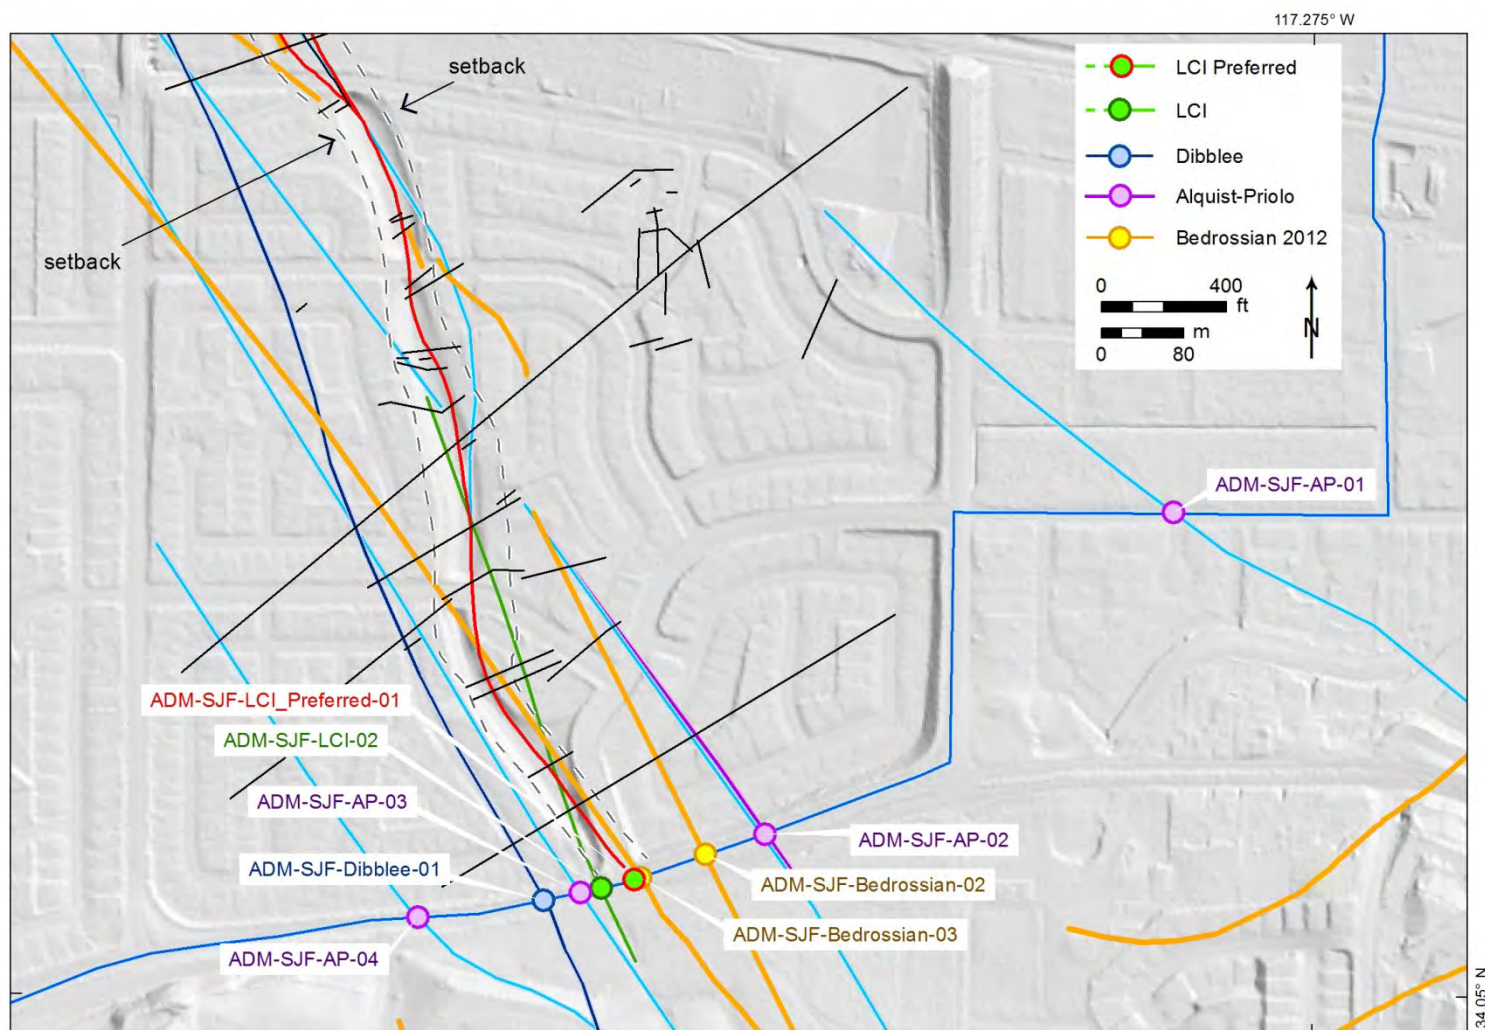 117.275° W
setback
setback
LCI Preferred
LCI
Dibblee
Alquist-Priolo
Bedrossian 2012
0 400
ft
m
0 80
N
ADM-SJF-AP-01
ADM-SJF-LCI_Preferred-01
ADM-SJF-LCI-02
ADM-SJF-AP-03
ADM-SJF-AP-02
ADM-SJF-Dibblee-01
ADM-SJF-Bedrossian-02
ADM-SJF-Bedrossian-03
ADM-SJF-AP-04
34.05° N